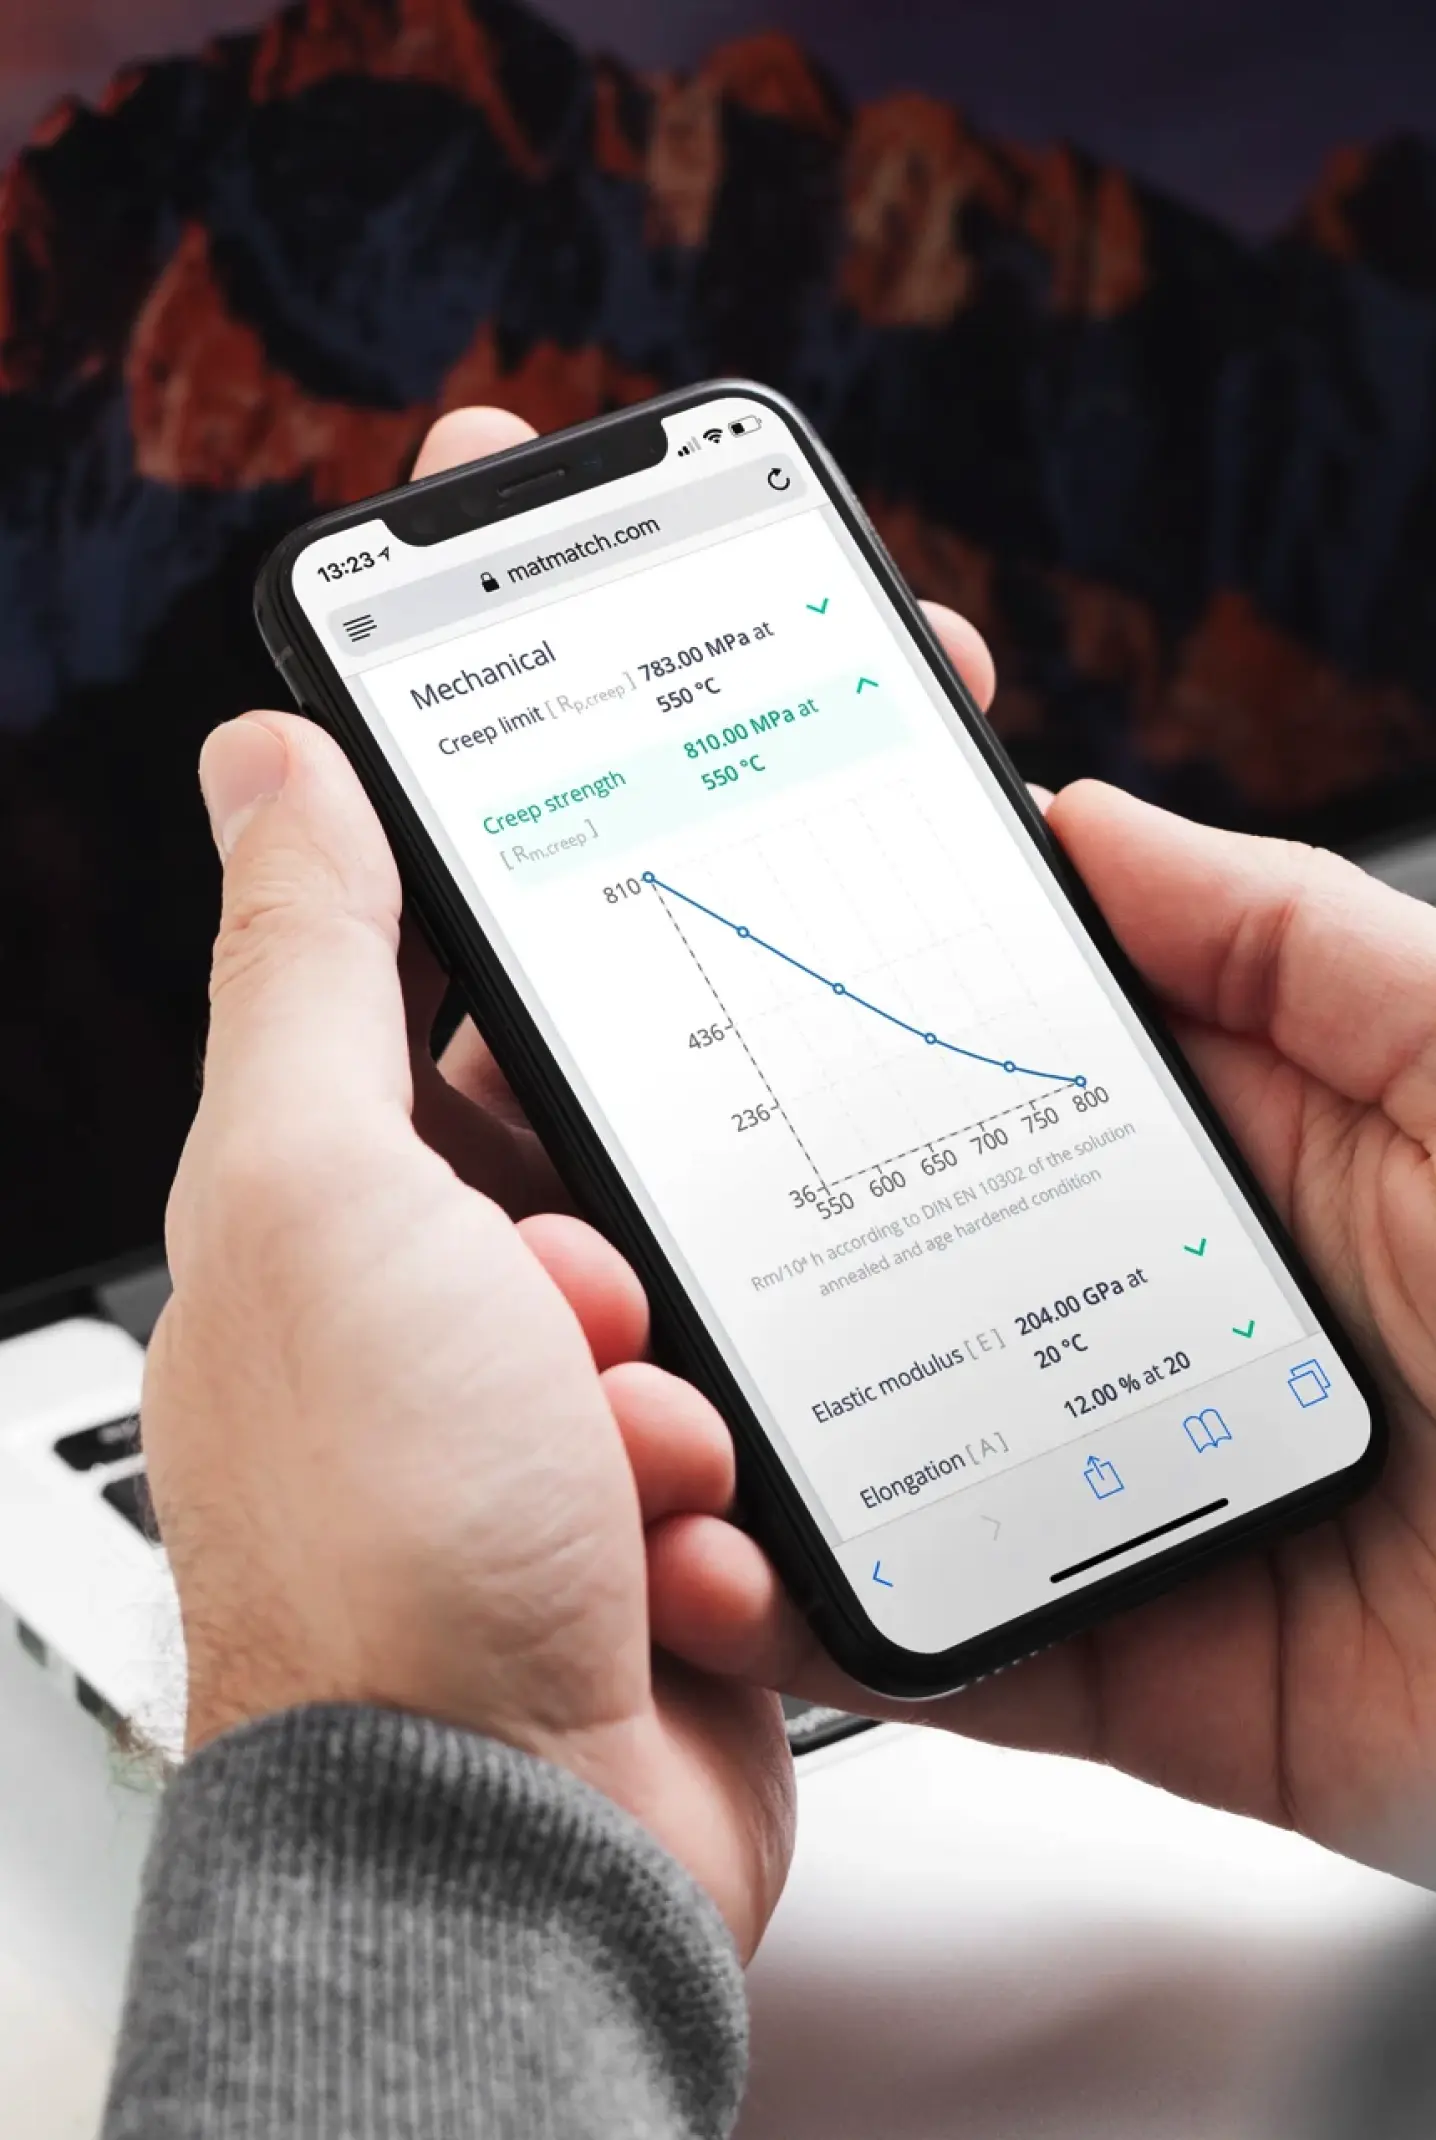 13:23
matmatch.com
Mechanical
Creep limit [ Rp,creep ] 783.00 MPa at
550 °C
Creep strength 810.00 MPa at
[ Rm,creep ] 550 °C
810
436
236
36
550 600 650 700 750 800
Rm/10⁴ h according to DIN EN 10302 of the solution
annealed and age hardened condition
Elastic modulus [ E ] 204.00 GPa at
20 °C
Elongation [ A ] 12.00 % at 20